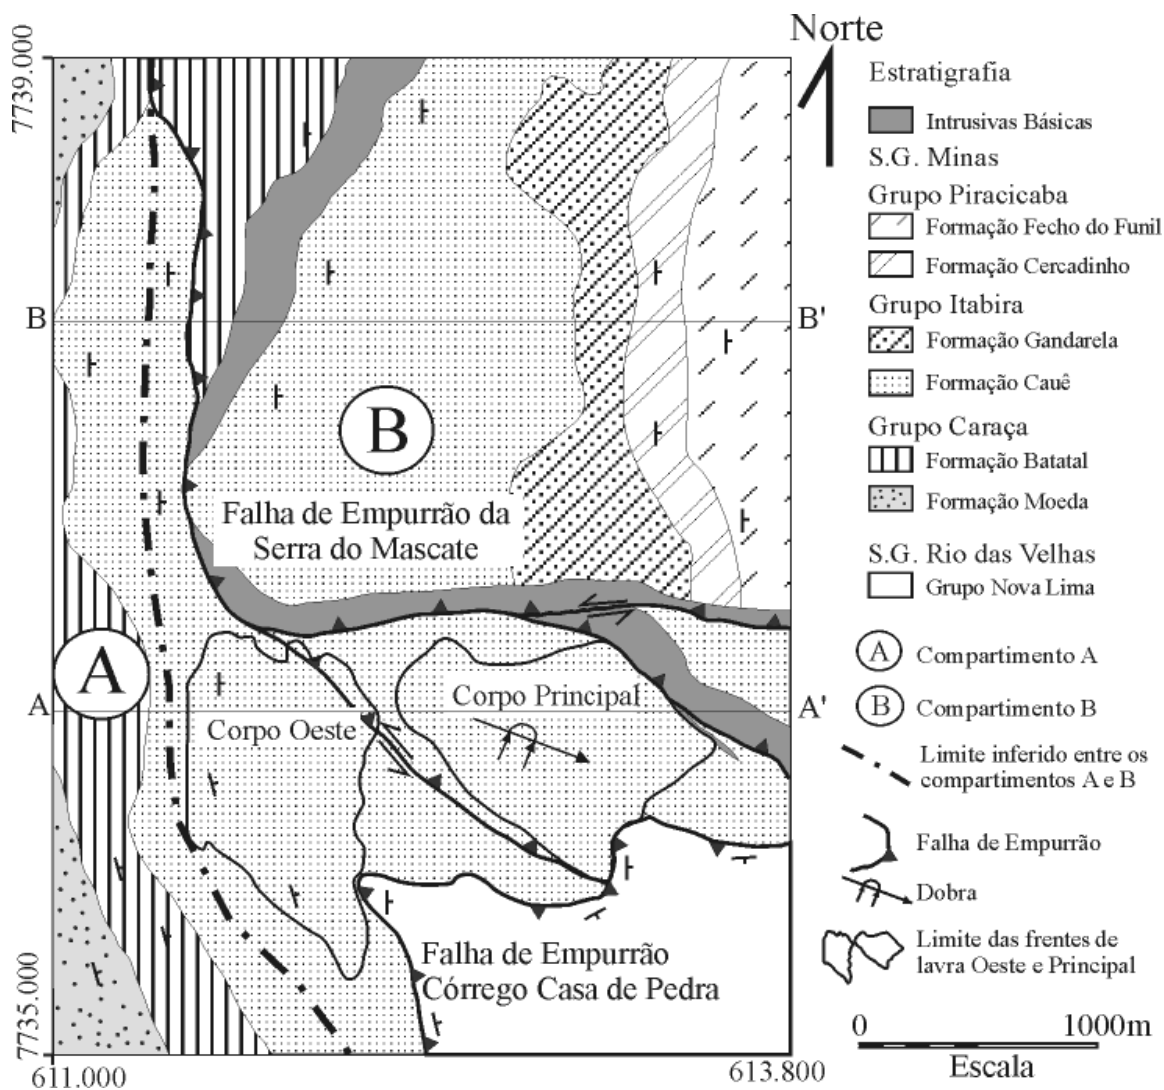 7739.000
7735.000
611.000
613.800
Norte
B
B'
B
Falha de Empurrão da
Serra do Mascate
A
A
A'
Corpo Oeste
Corpo Principal
Falha de Empurrão
Córrego Casa de Pedra
Estratigrafia
Intrusivas Básicas
S.G. Minas
Grupo Piracicaba
Formação Fecho do Funil
Formação Cercadinho
Grupo Itabira
Formação Gandarela
Formação Cauê
Grupo Caraça
Formação Batatal
Formação Moeda
S.G. Rio das Velhas
Grupo Nova Lima
A Compartimento A
B Compartimento B
Limite inferido entre os
compartimentos A e B
Falha de Empurrão
Dobra
Limite das frentes de
lavra Oeste e Principal
0 1000m
Escala